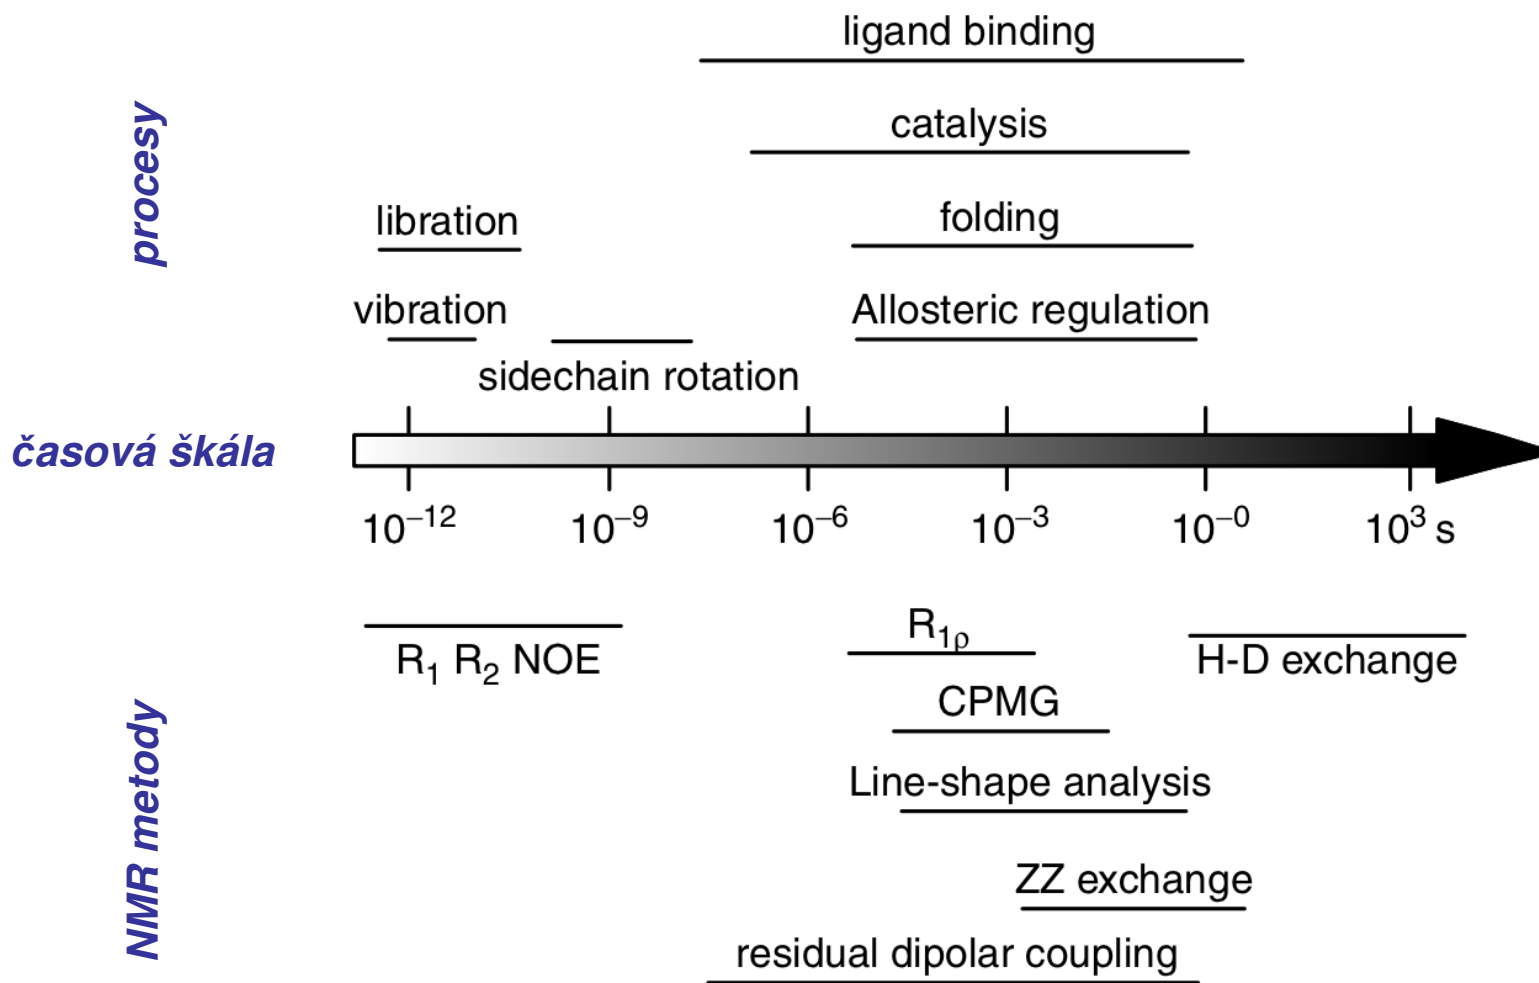 ligand binding
catalysis
procesy
libration
folding
vibration
Allosteric regulation
sidechain rotation
časová škála
10⁻¹² 10⁻⁹ 10⁻⁶ 10⁻³ 10⁻⁰ 10³ s
R₁ᵨ
R₁ R₂ NOE
H-D exchange
CPMG
NMR metody
Line-shape analysis
ZZ exchange
residual dipolar coupling